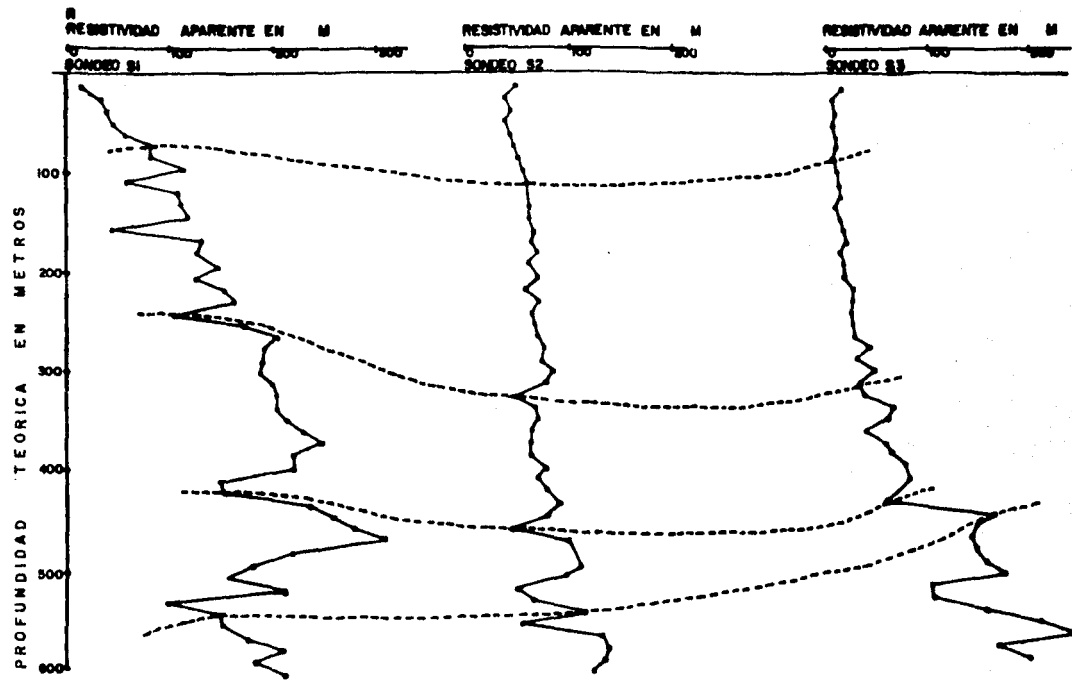 R
RESISTIVIDAD APARENTE EN M
0 100 200 300
SONDEO S1
RESISTIVIDAD APARENTE EN M
0 100 200
SONDEO S2
RESISTIVIDAD APARENTE EN M
0 100 200
SONDEO S3
PROFUNDIDAD TEORICA EN METROS
100
200
300
400
500
600